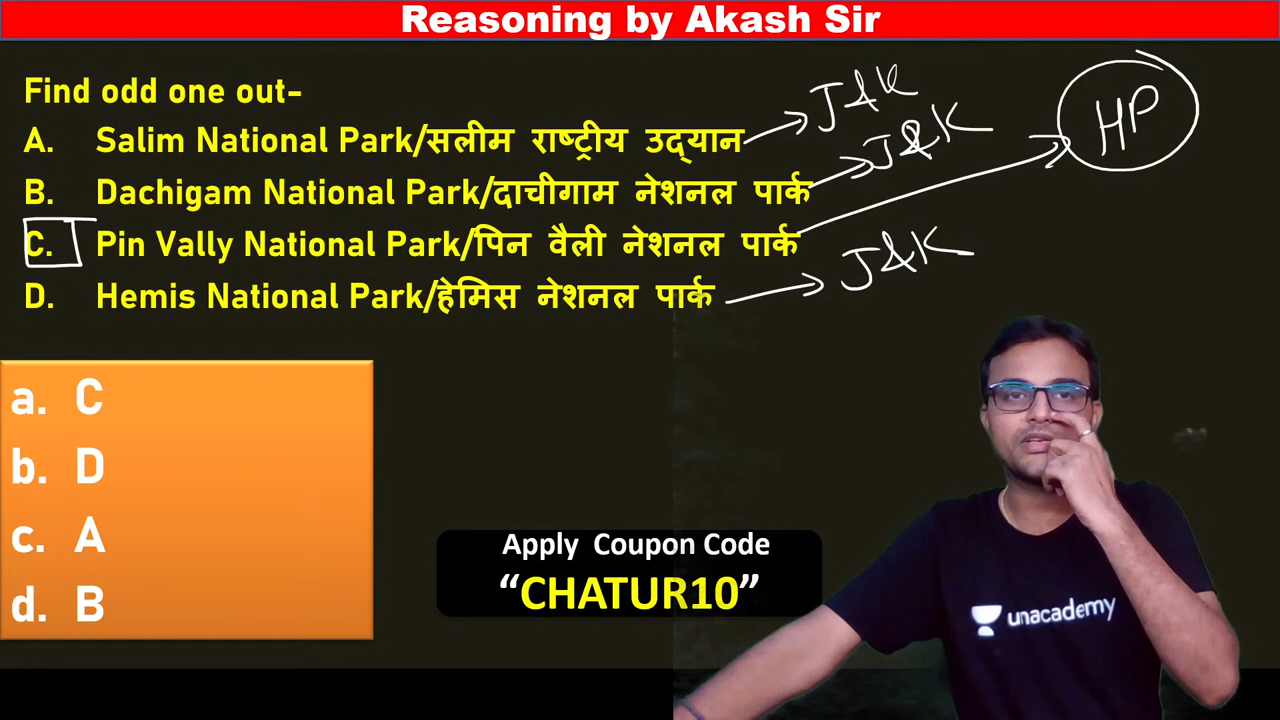 Reasoning by Akash Sir
Find odd one out-
A. Salim National Park/सलीम राष्ट्रीय उद्यान → J&K
B. Dachigam National Park/दाचीगाम नेशनल पार्क → J&K
C. Pin Vally National Park/पिन वैली नेशनल पार्क → HP
D. Hemis National Park/हेमिस नेशनल पार्क → J&K
a. C
b. D
c. A
d. B
Apply Coupon Code
“CHATUR10”
unacademy